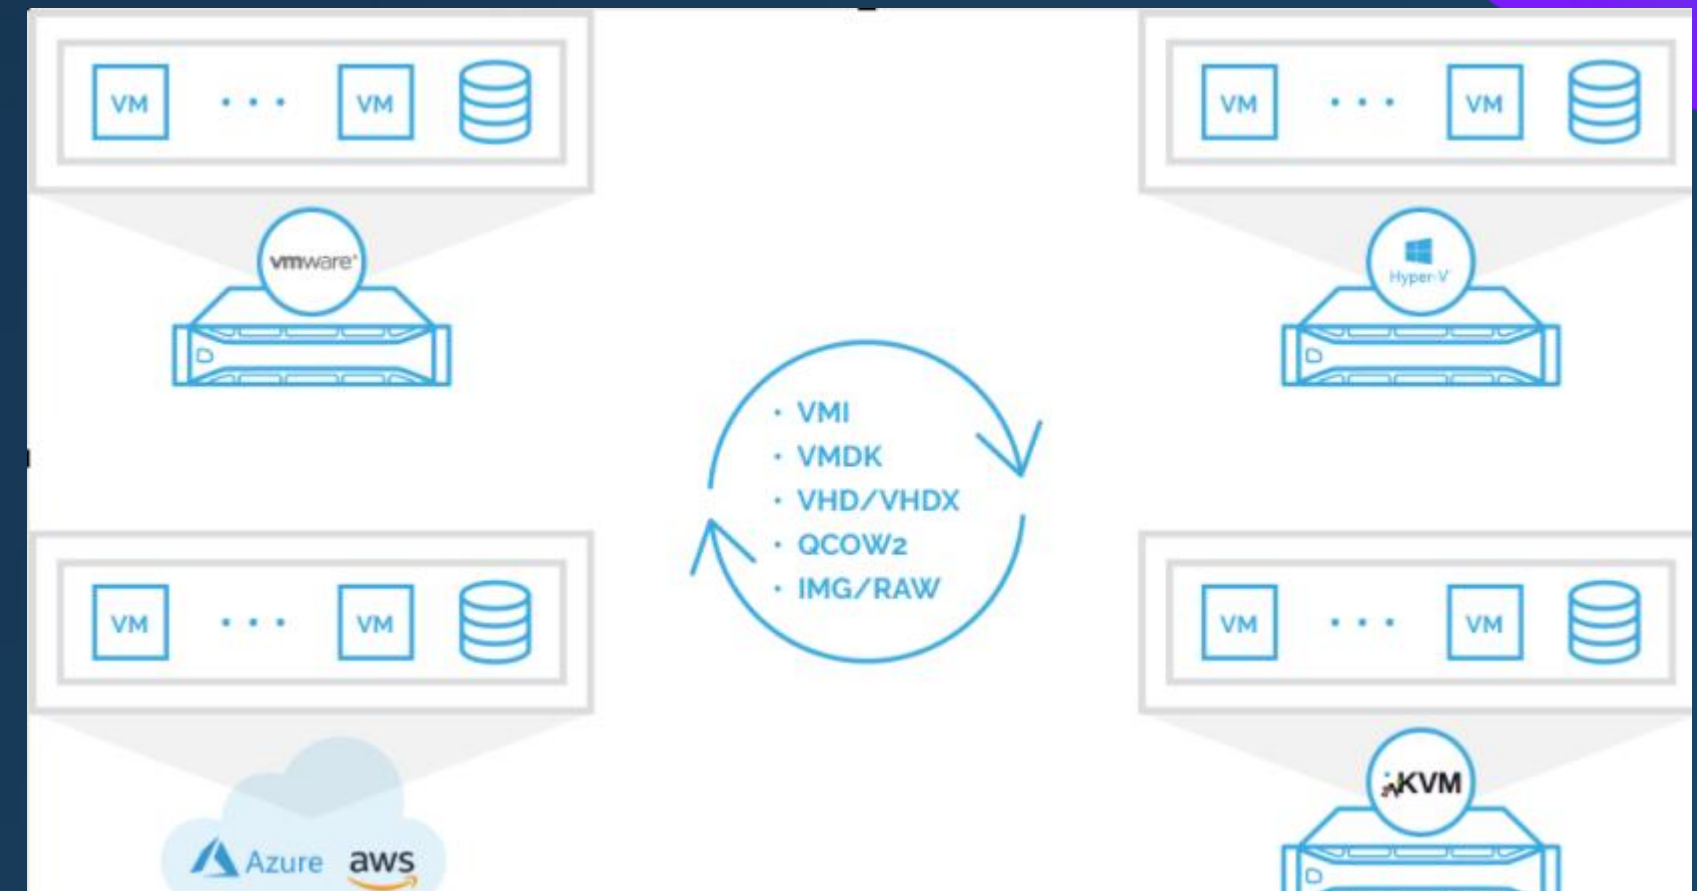 VM ... VM
VM ... VM
vmware®
Hyper-V
• VMI
• VMDK
• VHD/VHDX
• QCOW2
• IMG/RAW
VM ... VM
VM ... VM
KVM
Azure aws